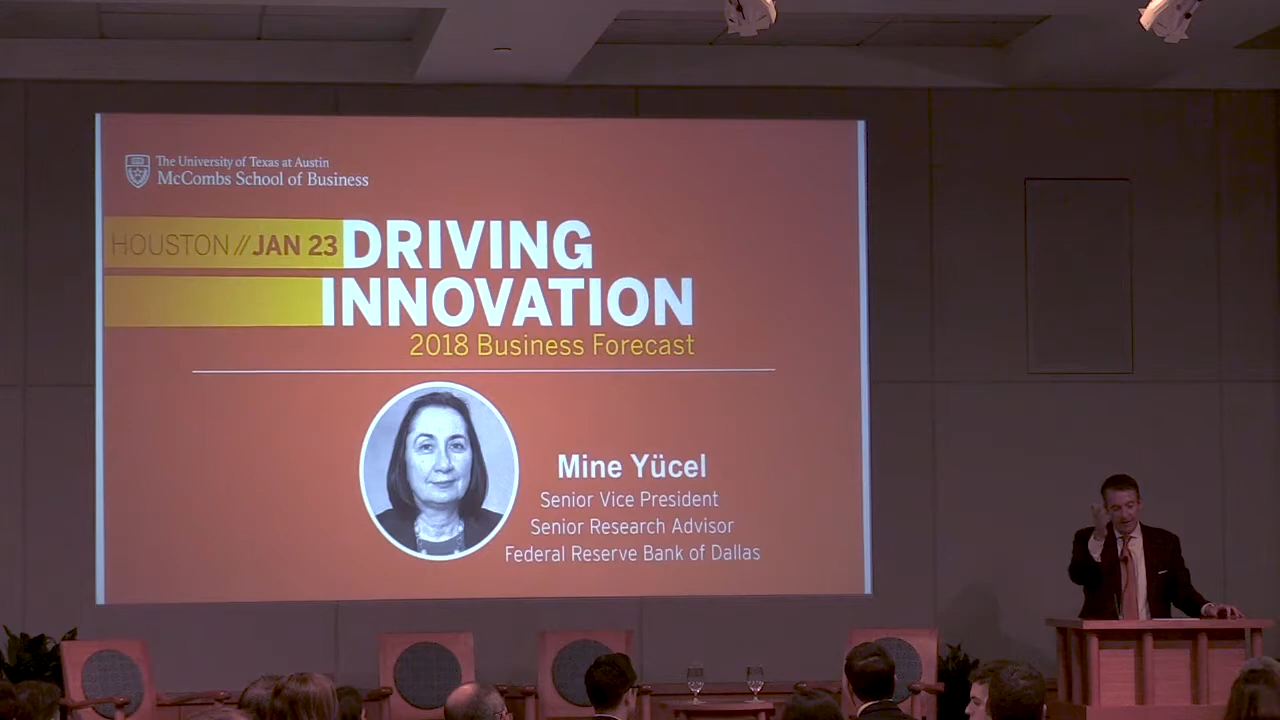 The University of Texas at Austin
McCombs School of Business
HOUSTON // JAN 23
DRIVING
INNOVATION
2018 Business Forecast
Mine Yücel
Senior Vice President
Senior Research Advisor
Federal Reserve Bank of Dallas